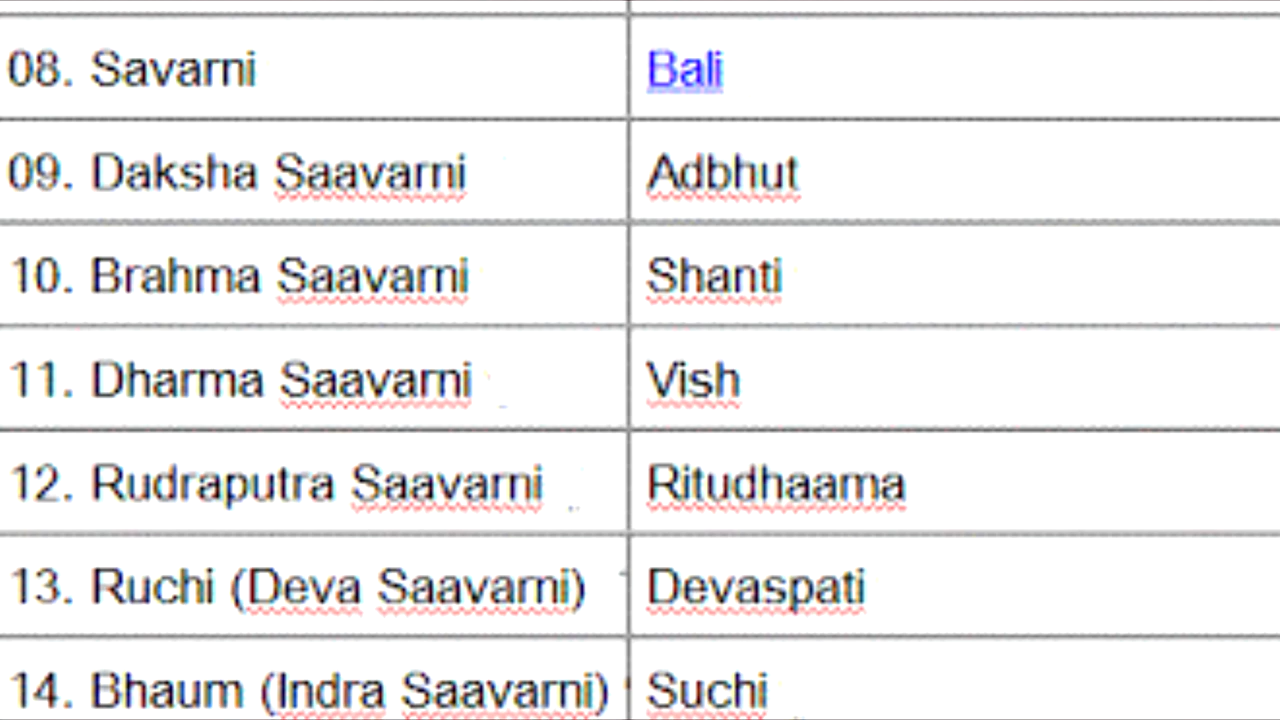 08. Savarni Bali
09. Daksha Saavarni Adbhut
10. Brahma Saavarni Shanti
11. Dharma Saavarni Vish
12. Rudraputra Saavarni Ritudhaama
13. Ruchi (Deva Saavarni) Devaspati
14. Bhaum (Indra Saavarni) Suchi